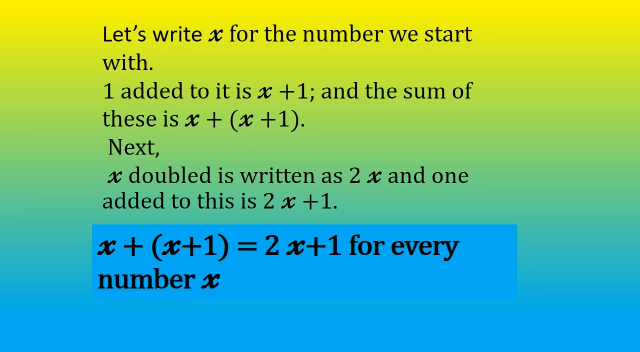 Let’s write 𝓍 for the number we start
with.
1 added to it is 𝓍 +1; and the sum of
these is 𝓍 + (𝓍 +1).
Next,
𝓍 doubled is written as 2 𝓍 and one
added to this is 2 𝓍 +1.
𝓍 + (𝓍+1) = 2 𝓍+1 for every
number 𝓍